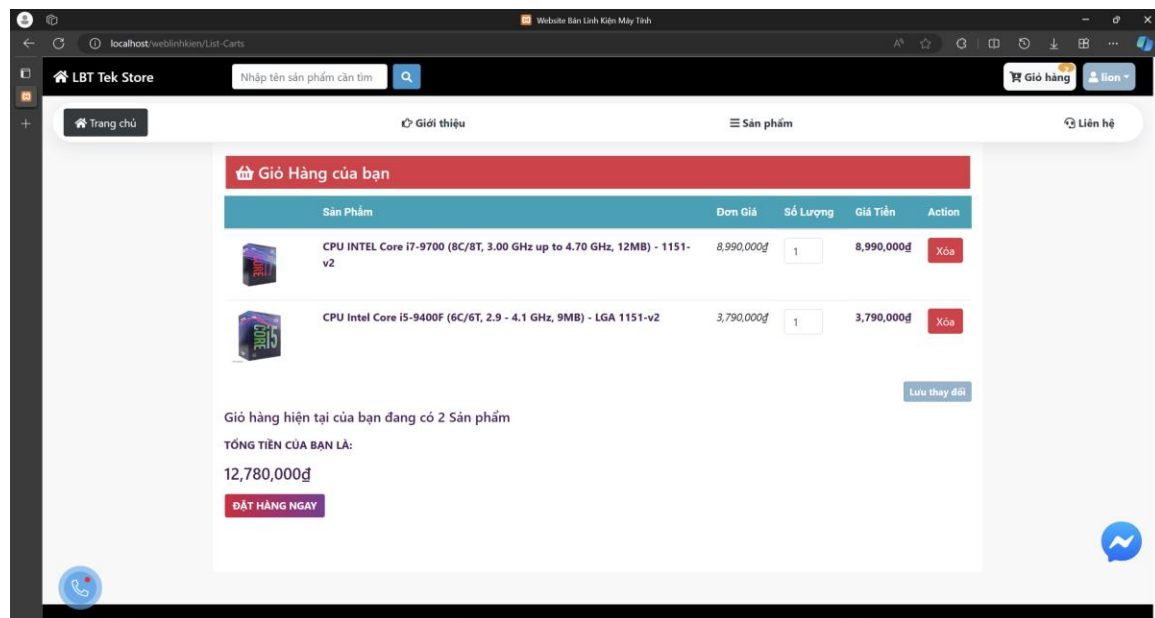 Website Bán Linh Kiện Máy Tính
localhost/weblinhkien/List-Carts
LBT Tek Store
Nhập tên sản phẩm cần tìm
Giỏ hàng
lion
Trang chủ
Giới thiệu
Sản phẩm
Liên hệ
Giỏ Hàng của bạn
Sản Phẩm Đơn Giá Số Lượng Giá Tiền Action
CPU INTEL Core i7-9700 (8C/8T, 3.00 GHz up to 4.70 GHz, 12MB) - 1151- 8,990,000₫ 1 8,990,000₫ Xóa
v2
CPU Intel Core i5-9400F (6C/6T, 2.9 - 4.1 GHz, 9MB) - LGA 1151-v2 3,790,000₫ 1 3,790,000₫ Xóa
CORE i5
Lưu thay đổi
Giỏ hàng hiện tại của bạn đang có 2 Sản phẩm
TỔNG TIỀN CỦA BẠN LÀ:
12,780,000₫
ĐẶT HÀNG NGAY